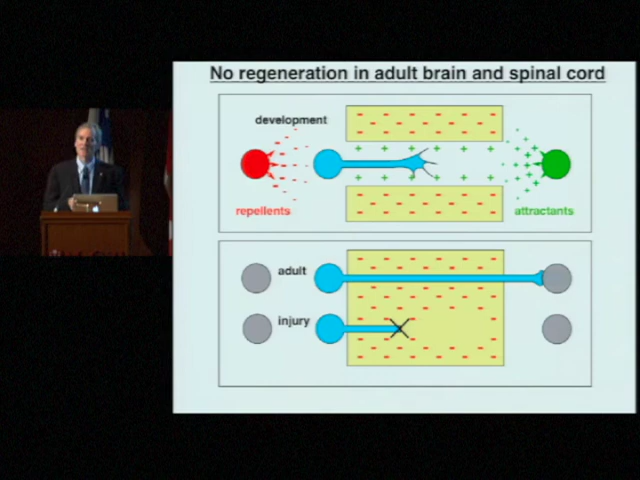 No regeneration in adult brain and spinal cord
development
repellents
attractants
adult
injury